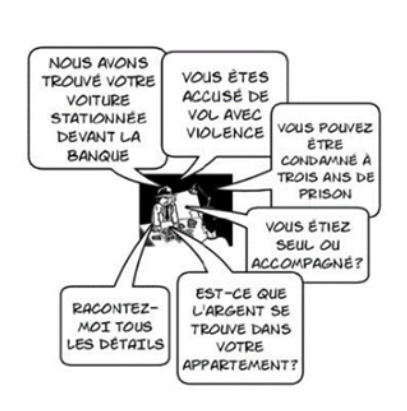 NOUS AVONS
TROUVÉ VOTRE
VOITURE
STATIONNÉE
DEVANT LA
BANQUE
VOUS ÊTES
ACCUSÉ DE
VOL AVEC
VIOLENCE
VOUS POUVEZ
ÊTRE
CONDAMNÉ À
TROIS ANS DE
PRISON
VOUS ÉTIEZ
SEUL OU
ACCOMPAGNÉ?
RACONTEZ-
MOI TOUS
LES DÉTAILS
EST-CE QUE
L'ARGENT SE
TROUVE DANS
VOTRE
APPARTEMENT?